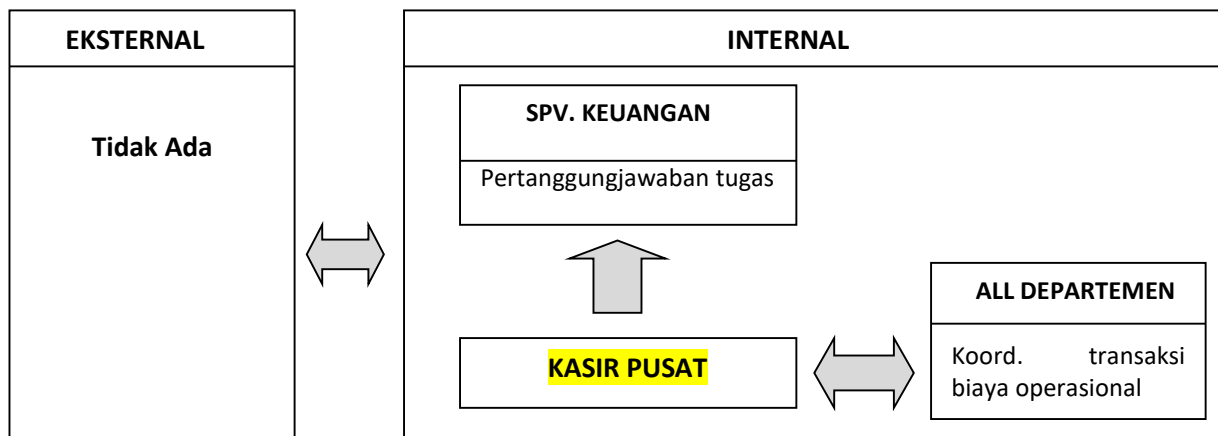 EKSTERNAL
INTERNAL
Tidak Ada
SPV. KEUANGAN
Pertanggungjawaban tugas
KASIR PUSAT
ALL DEPARTEMEN
Koord. transaksi
biaya operasional